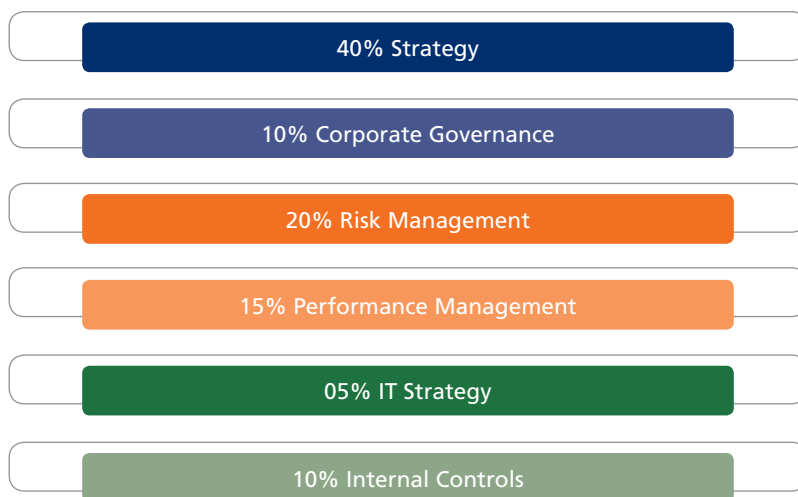 40% Strategy
10% Corporate Governance
20% Risk Management
15% Performance Management
05% IT Strategy
10% Internal Controls